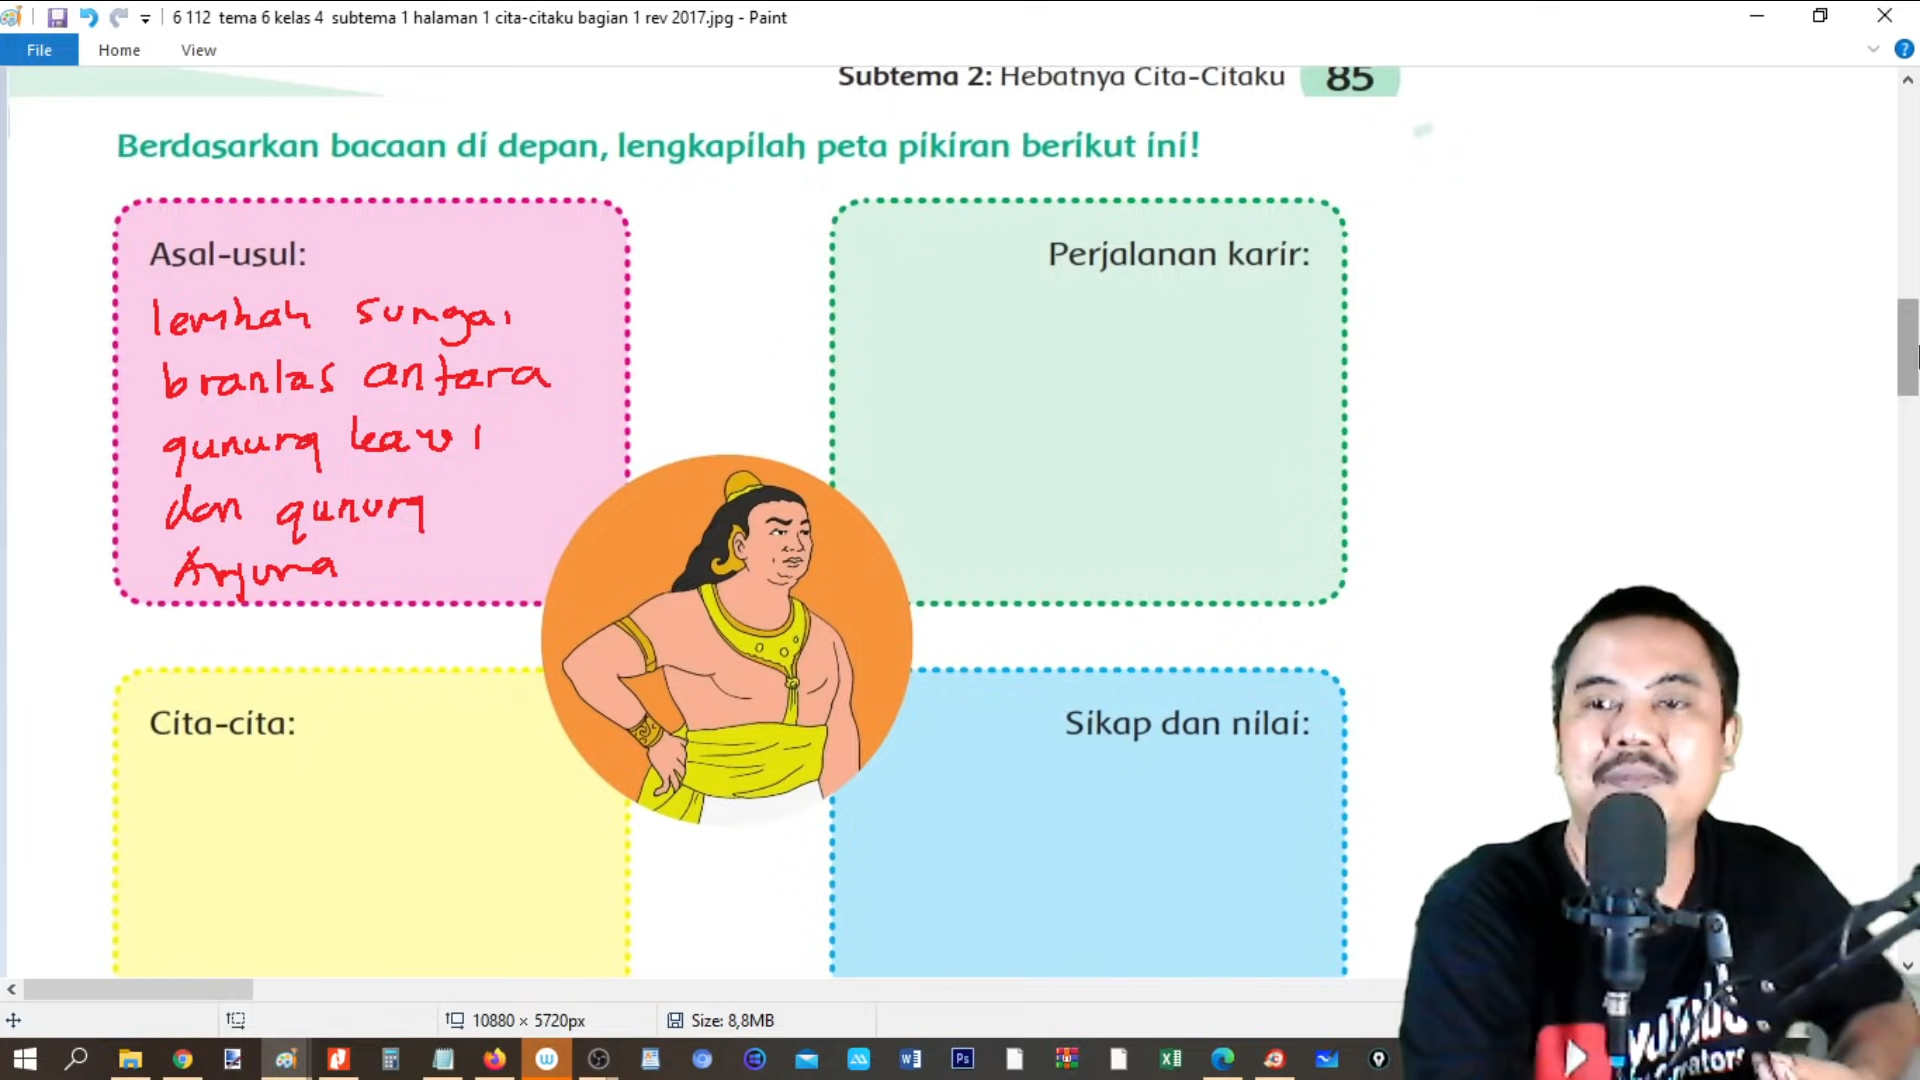 6 112 tema 6 kelas 4 subtema 1 halaman 1 cita-citaku bagian 1 rev 2017.jpg - Paint
File Home View
Subtema 2: Hebatnya Cita-Citaku 85
Berdasarkan bacaan di depan, lengkapilah peta pikiran berikut ini!
Asal-usul:
lembah sungai
brantas antara
gunung kawi
dan gunung
Arjuna
Perjalanan karir:
Cita-cita:
Sikap dan nilai:
10880 × 5720px Size: 8,8MB